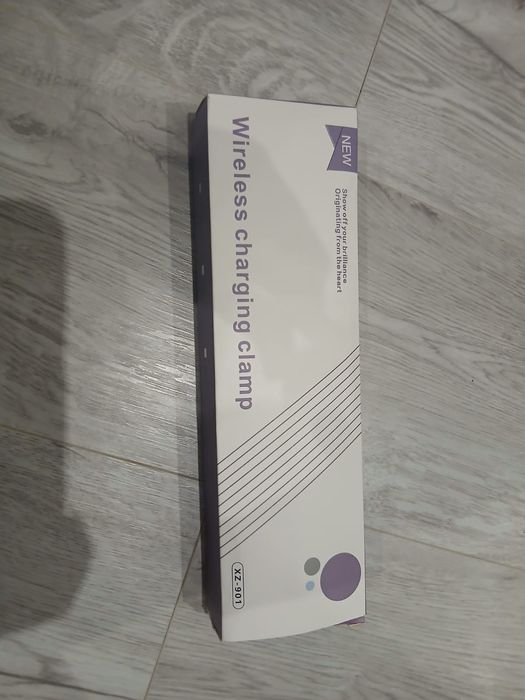 NEW
Show off your brilliance
Originating from the heart
Wireless charging clamp
XZ-901